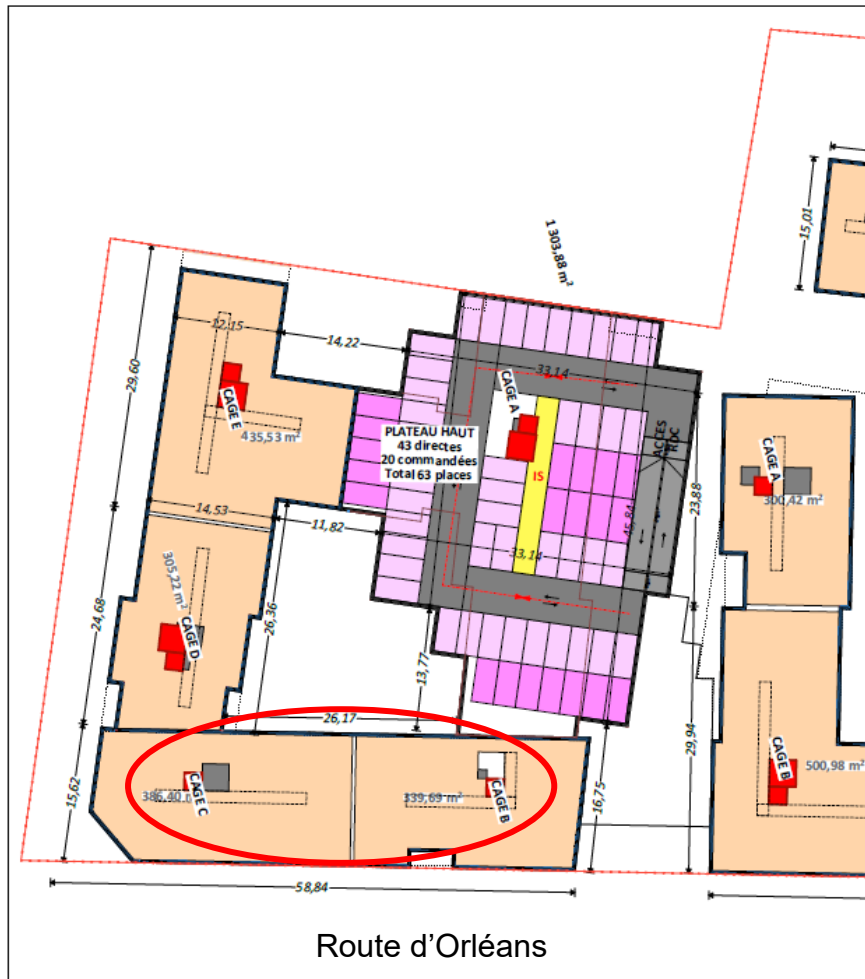 1 303,88 m²
15,01
12,15
14,22
33,14
29,60
CAGE E
435,53 m²
CAGE A
PLATEAU HAUT
43 directes
20 commandées
Total 63 places
IS
ACCES
RDC
CAGE A
300,42 m²
23,88
45,84
14,53
11,82
33,14
305,22 m²
CAGE D
24,68
26,36
13,77
26,17
29,94
15,62
CAGE C
386,40 m²
339,69 m²
CAGE B
16,75
CAGE B
500,98 m²
58,84
Route d'Orléans